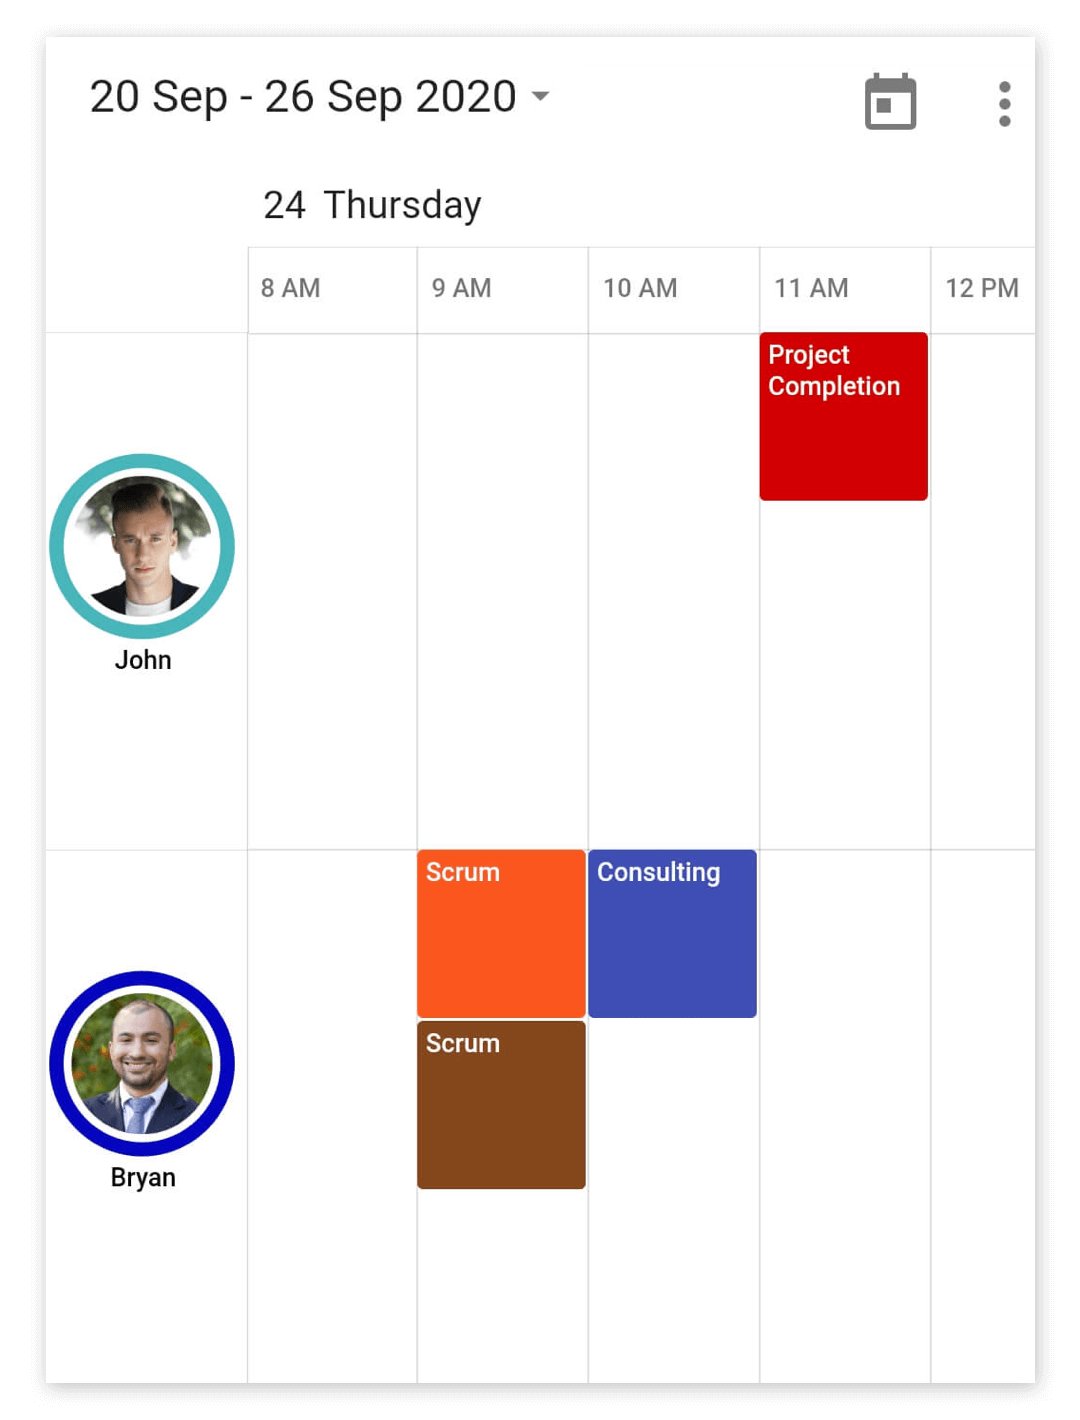 20 Sep - 26 Sep 2020
24 Thursday
8 AM 9 AM 10 AM 11 AM 12 PM
Project
Completion
John
Scrum Consulting
Scrum
Bryan